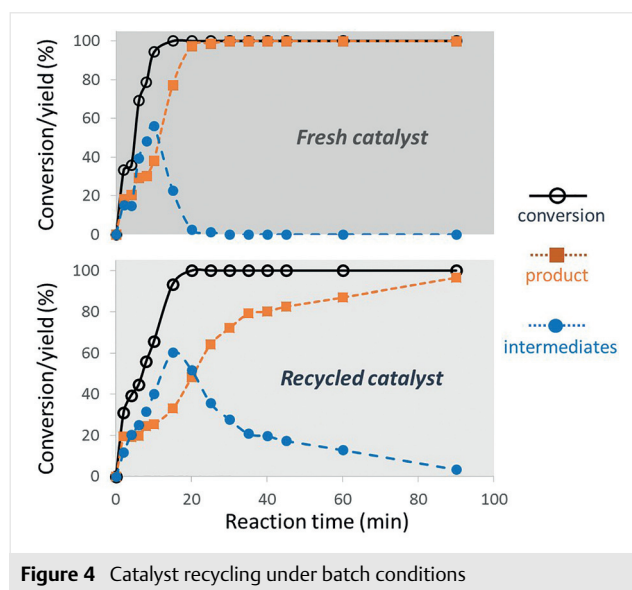 100
80
60
40
20
0
Conversion/yield (%)
Fresh catalyst
conversion
product
intermediates
100
80
60
40
20
0
Conversion/yield (%)
Recycled catalyst
0 20 40 60 80 100
Reaction time (min)
Figure 4 Catalyst recycling under batch conditions